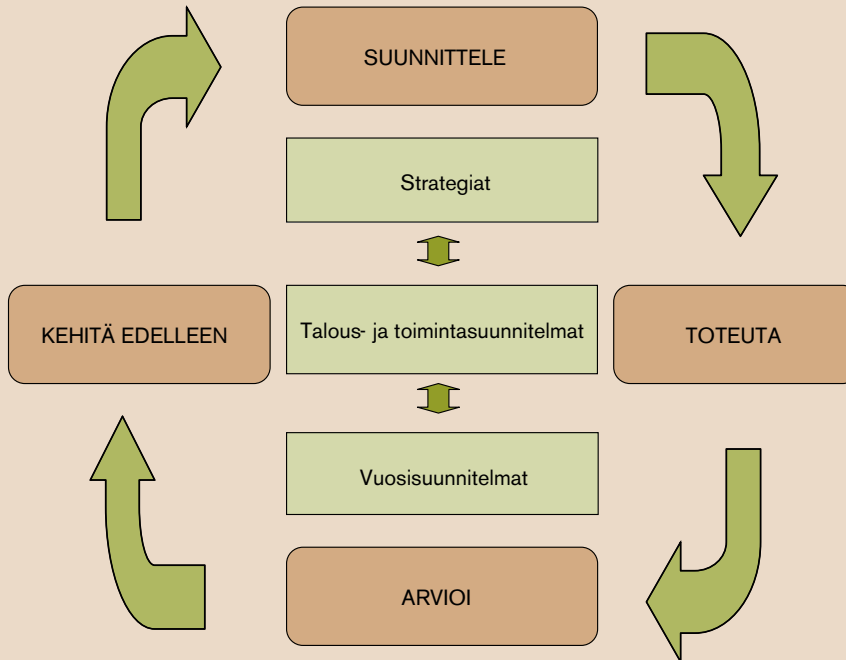 SUUNNITTELE
Strategiat
KEHITÄ EDELLEEN
Talous- ja toimintasuunnitelmat
TOTEUTA
Vuosisuunnitelmat
ARVIOI